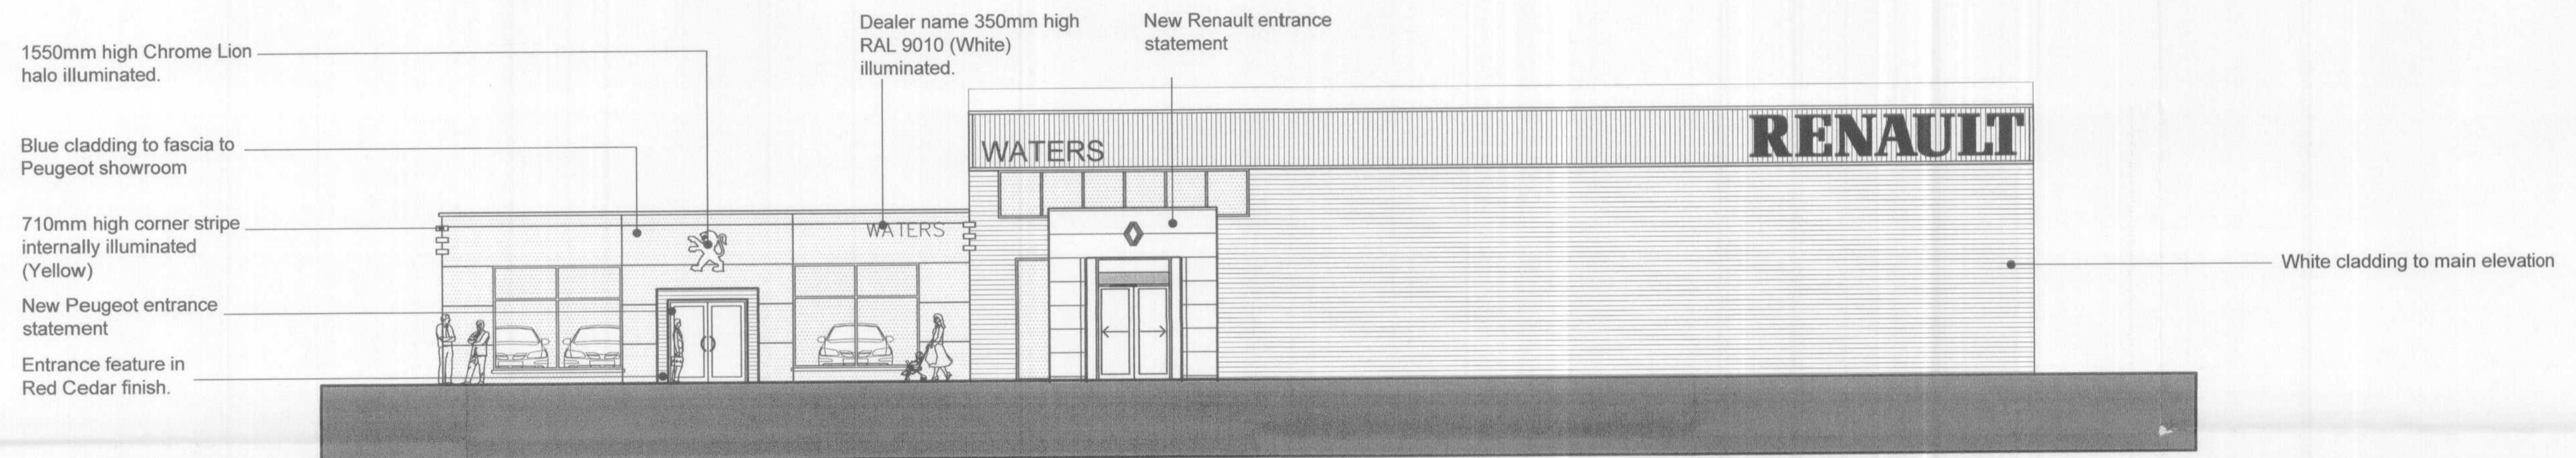 1550mm high Chrome Lion
halo illuminated.
Blue cladding to fascia to
Peugeot showroom
710mm high corner stripe
internally illuminated
(Yellow)
New Peugeot entrance
statement
Entrance feature in
Red Cedar finish.
Dealer name 350mm high
RAL 9010 (White)
illuminated.
New Renault entrance
statement
WATERS
WATERS
RENAULT
White cladding to main elevation